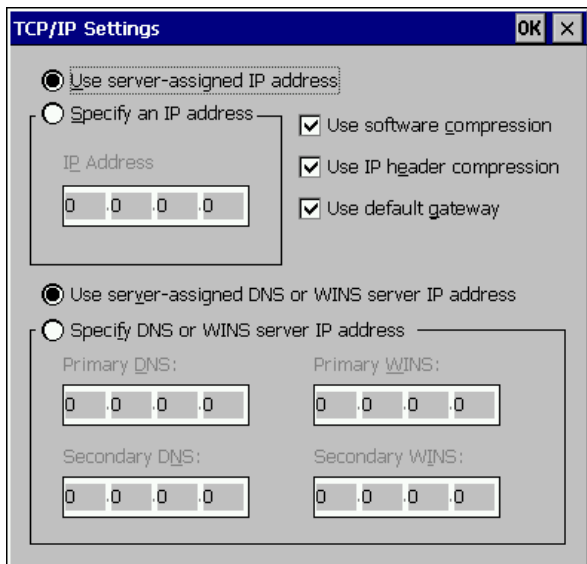 TCP/IP Settings OK ×
Use server-assigned IP address
Specify an IP address
Use software compression
IP Address
Use IP header compression
0 .0 .0 .0
Use default gateway
Use server-assigned DNS or WINS server IP address
Specify DNS or WINS server IP address
Primary DNS: Primary WINS:
0 .0 .0 .0 0 .0 .0 .0
Secondary DNS: Secondary WINS:
0 .0 .0 .0 0 .0 .0 .0